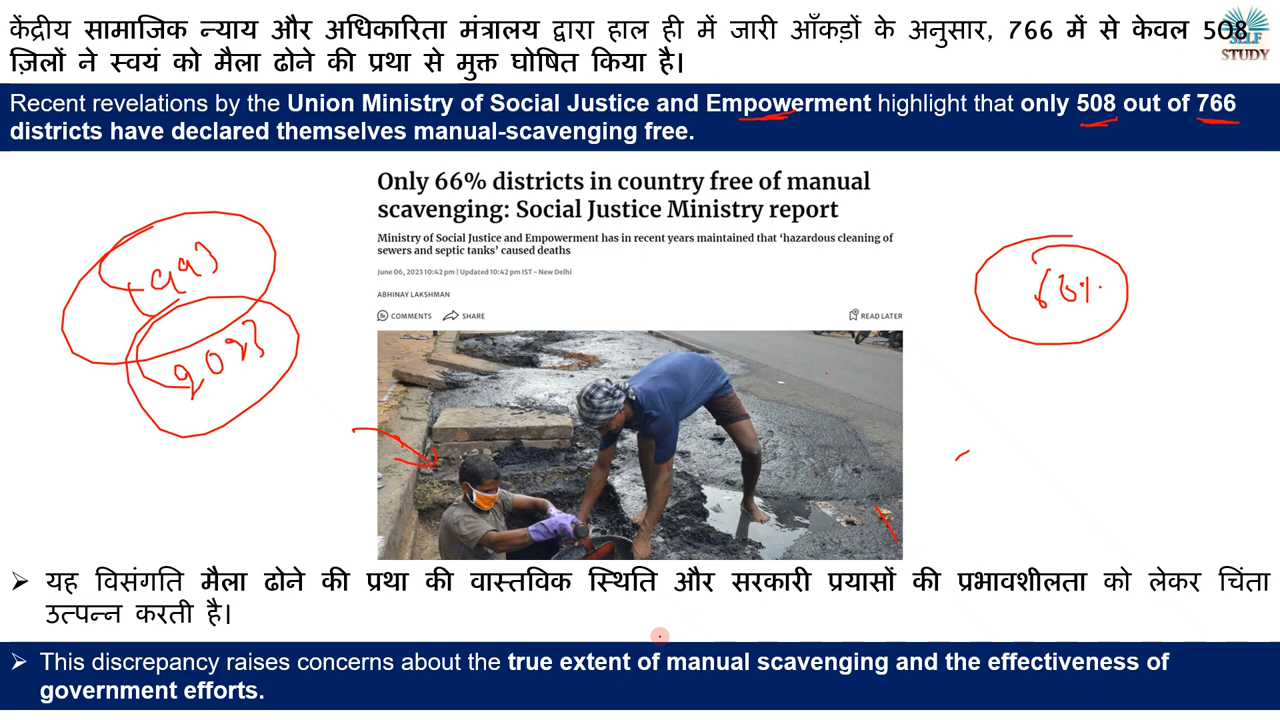 केंद्रीय सामाजिक न्याय और अधिकारिता मंत्रालय द्वारा हाल ही में जारी आँकड़ों के अनुसार, 766 में से केवल 508
ज़िलों ने स्वयं को मैला ढोने की प्रथा से मुक्त घोषित किया है।
SELF
STUDY
Recent revelations by the Union Ministry of Social Justice and Empowerment highlight that only 508 out of 766
districts have declared themselves manual-scavenging free.
Only 66% districts in country free of manual
scavenging: Social Justice Ministry report
Ministry of Social Justice and Empowerment has in recent years maintained that ‘hazardous cleaning of
sewers and septic tanks’ caused deaths
June 06, 2023 10:42 pm | Updated 10:42 pm IST - New Delhi
ABHINAY LAKSHMAN
COMMENTS SHARE READ LATER
2023
➢ यह विसंगति मैला ढोने की प्रथा की वास्तविक स्थिति और सरकारी प्रयासों की प्रभावशीलता को लेकर चिंता
उत्पन्न करती है।
➢ This discrepancy raises concerns about the true extent of manual scavenging and the effectiveness of
government efforts.